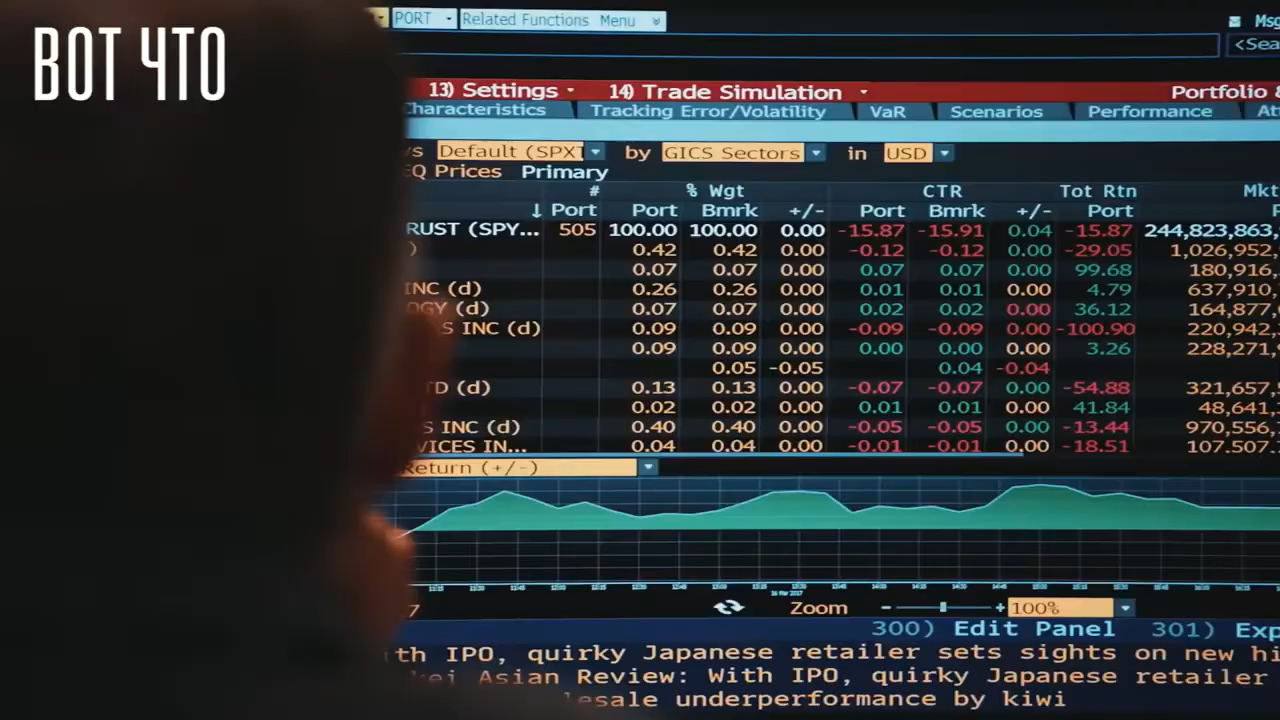 ВОТ ЧТО
PORT Related Functions Menu
13) Settings 14) Trade Simulation Portfolio
Characteristics Tracking Error/Volatility VaR Scenarios Performance
Default (SPX by GICS Sectors in USD
EQ Prices Primary
# % Wgt CTR Tot Rtn Mkt
Port Port Bmrk +/- Port Bmrk +/- Port
RUST (SPY... 505 100.00 100.00 0.00 -15.87 -15.91 0.04 -15.87 244,823,863,
) 0.42 0.42 0.00 -0.12 -0.12 0.00 -29.05 1,026,952,
0.07 0.07 0.00 0.07 0.07 0.00 99.68 180,916,
INC (d) 0.26 0.26 0.00 0.01 0.01 0.00 4.79 637,910,
OGY (d) 0.07 0.07 0.00 0.02 0.02 0.00 36.12 164,877,
S INC (d) 0.09 0.09 0.00 -0.09 -0.09 0.00 -100.90 220,942,
0.09 0.09 0.00 0.00 0.00 0.00 3.26 228,271,
0.05 -0.05 0.04 -0.04
TD (d) 0.13 0.13 0.00 -0.07 -0.07 0.00 -54.88 321,657,
0.02 0.02 0.00 0.01 0.01 0.00 41.84 48,641,
S INC (d) 0.40 0.40 0.00 -0.05 -0.05 0.00 -13.44 970,556,
VICES IN... 0.04 0.04 0.00 -0.01 -0.01 0.00 -18.51 107.507.
Return (+/-)
7 Zoom - + 100%
300) Edit Panel 301) Exp
th IPO, quirky Japanese retailer sets sights on new hi
kei Asian Review: With IPO, quirky Japanese retailer
lesale underperformance by kiwi